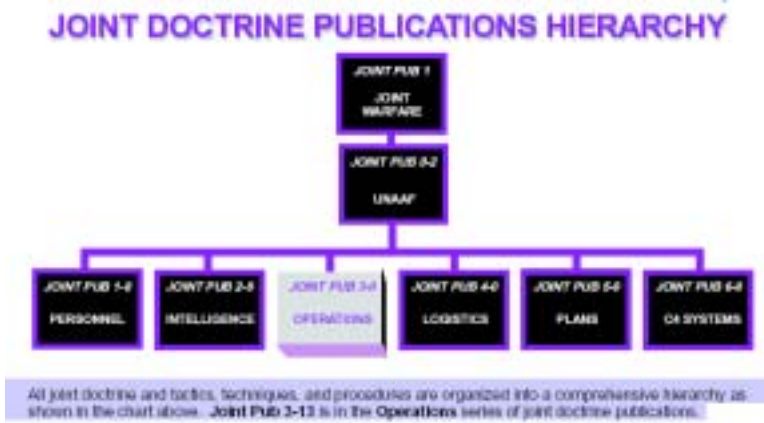 JOINT DOCTRINE PUBLICATIONS HIERARCHY
JOINT PUB 1
JOINT
WARFARE
JOINT PUB 0-2
UNAAF
JOINT PUB 1-0
PERSONNEL
JOINT PUB 2-0
INTELLIGENCE
JOINT PUB 3-0
OPERATIONS
JOINT PUB 4-0
LOGISTICS
JOINT PUB 5-0
PLANS
JOINT PUB 6-0
C4 SYSTEMS
All joint doctrine and tactics, techniques, and procedures are organized into a comprehensive hierarchy as
shown in the chart above. Joint Pub 3-13 is in the Operations series of joint doctrine publications.